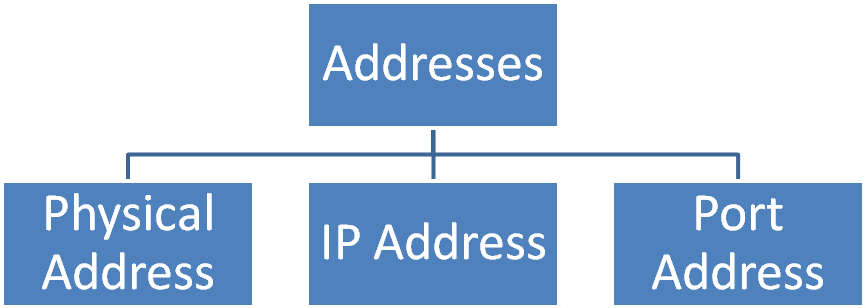 Addresses
Physical
Address
IP Address
Port
Address